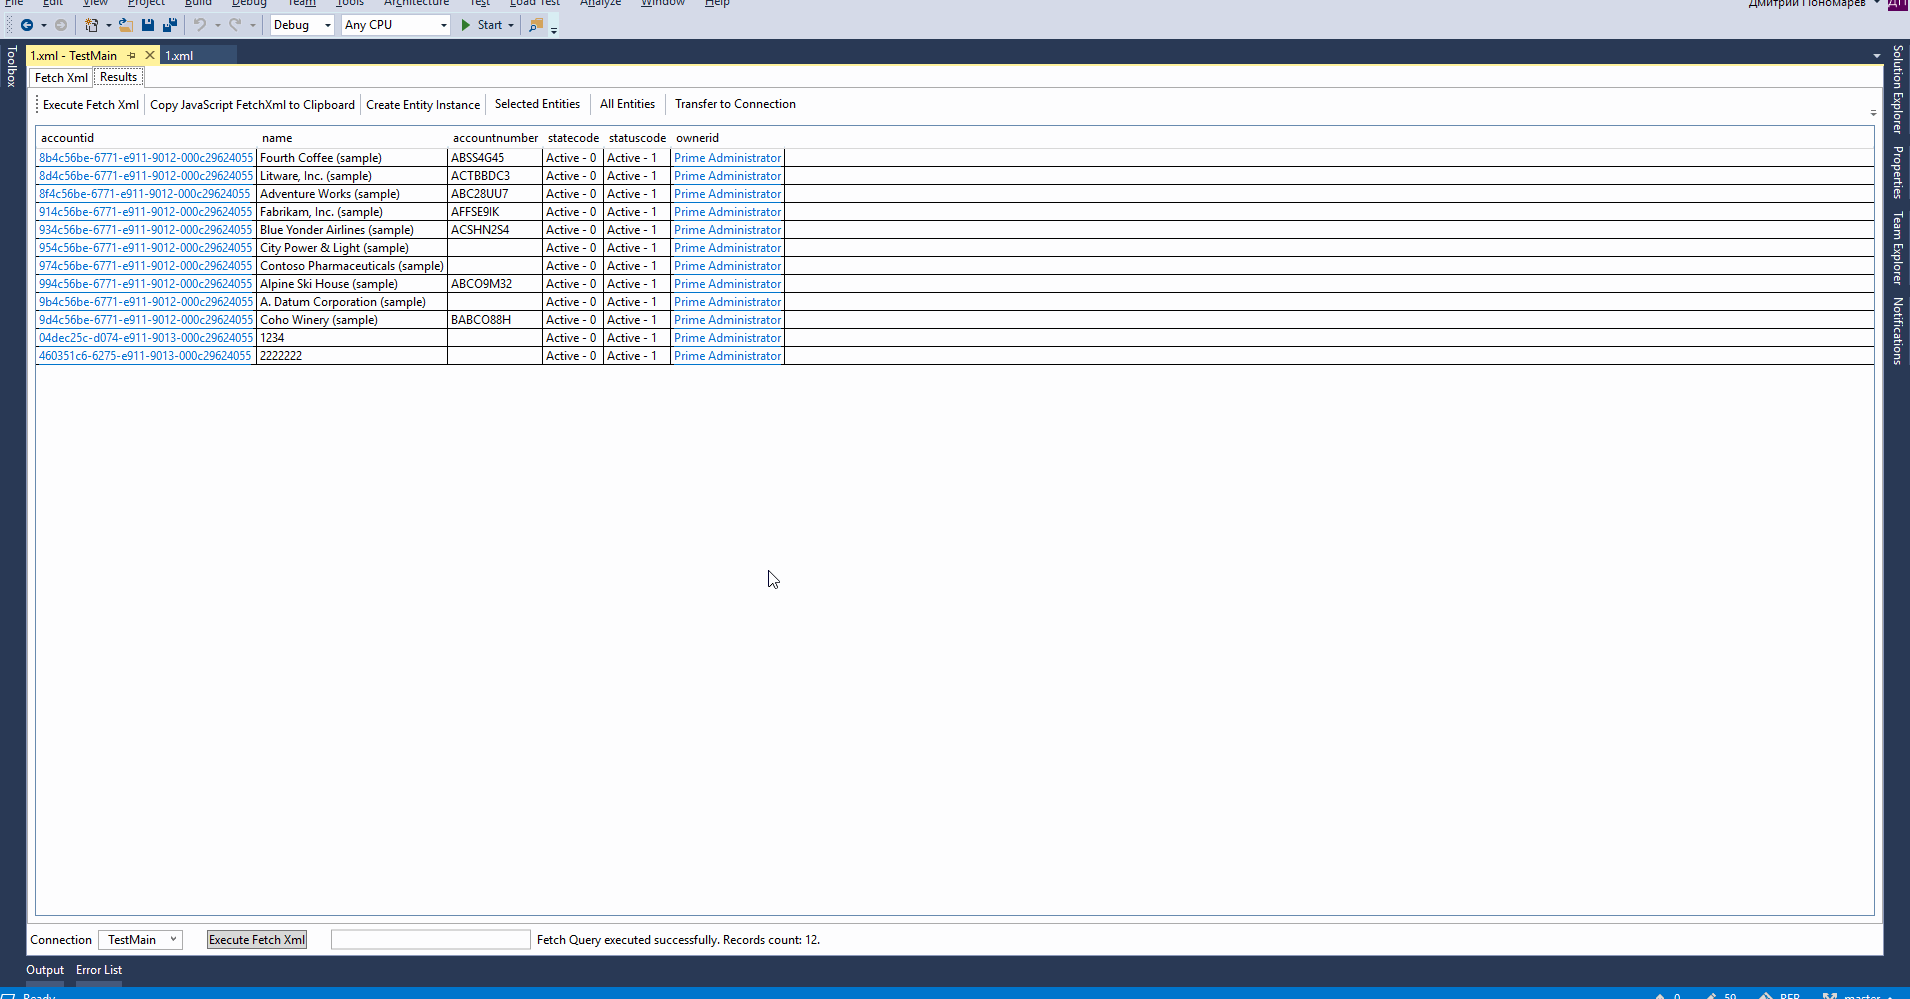 File Edit View Project Build Debug Team Tools Architecture Test Load Test Analyze Window Help Дмитрий Пономарев ДП
Debug Any CPU Start
Toolbox
1.xml - TestMain 1.xml
Fetch Xml Results
Execute Fetch Xml Copy JavaScript FetchXml to Clipboard Create Entity Instance Selected Entities All Entities Transfer to Connection
accountid name accountnumber statecode statuscode ownerid
8b4c56be-6771-e911-9012-000c29624055 Fourth Coffee (sample) ABSS4G45 Active - 0 Active - 1 Prime Administrator
8d4c56be-6771-e911-9012-000c29624055 Litware, Inc. (sample) ACTBBDC3 Active - 0 Active - 1 Prime Administrator
8f4c56be-6771-e911-9012-000c29624055 Adventure Works (sample) ABC28UU7 Active - 0 Active - 1 Prime Administrator
914c56be-6771-e911-9012-000c29624055 Fabrikam, Inc. (sample) AFFSE9IK Active - 0 Active - 1 Prime Administrator
934c56be-6771-e911-9012-000c29624055 Blue Yonder Airlines (sample) ACSHN2S4 Active - 0 Active - 1 Prime Administrator
954c56be-6771-e911-9012-000c29624055 City Power & Light (sample) Active - 0 Active - 1 Prime Administrator
974c56be-6771-e911-9012-000c29624055 Contoso Pharmaceuticals (sample) Active - 0 Active - 1 Prime Administrator
994c56be-6771-e911-9012-000c29624055 Alpine Ski House (sample) ABCO9M32 Active - 0 Active - 1 Prime Administrator
9b4c56be-6771-e911-9012-000c29624055 A. Datum Corporation (sample) Active - 0 Active - 1 Prime Administrator
9d4c56be-6771-e911-9012-000c29624055 Coho Winery (sample) BABCO88H Active - 0 Active - 1 Prime Administrator
04dec25c-d074-e911-9013-000c29624055 1234 Active - 0 Active - 1 Prime Administrator
460351c6-6275-e911-9013-000c29624055 2222222 Active - 0 Active - 1 Prime Administrator
Solution Explorer
Properties
Team Explorer
Notifications
Connection TestMain Execute Fetch Xml Fetch Query executed successfully. Records count: 12.
Output Error List
Ready 0 59 master